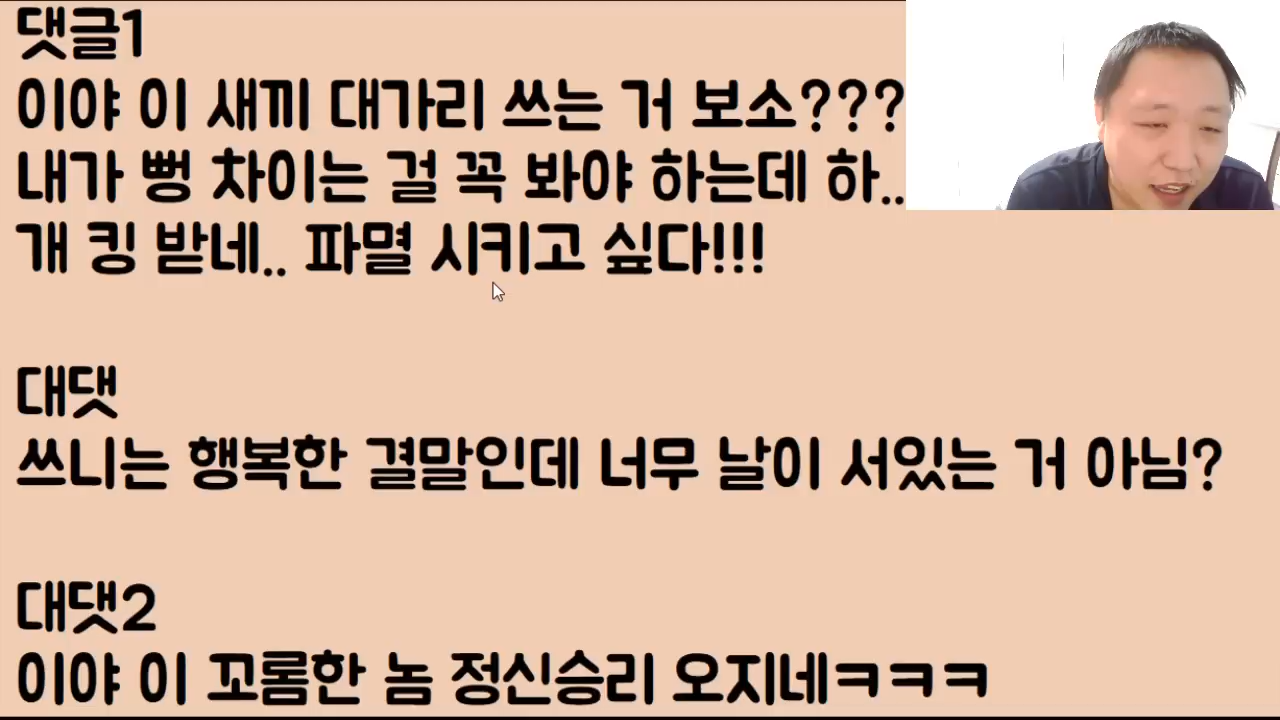 댓글1
이야 이 새끼 대가리 쓰는 거 보소???
내가 뻥 차이는 걸 꼭 봐야 하는데 하..
개 킹 받네.. 파멸 시키고 싶다!!!
대댓
쓰니는 행복한 결말인데 너무 날이 서있는 거 아님?
대댓2
이야 이 꼬롬한 놈 정신승리 오지네ㅋㅋㅋ